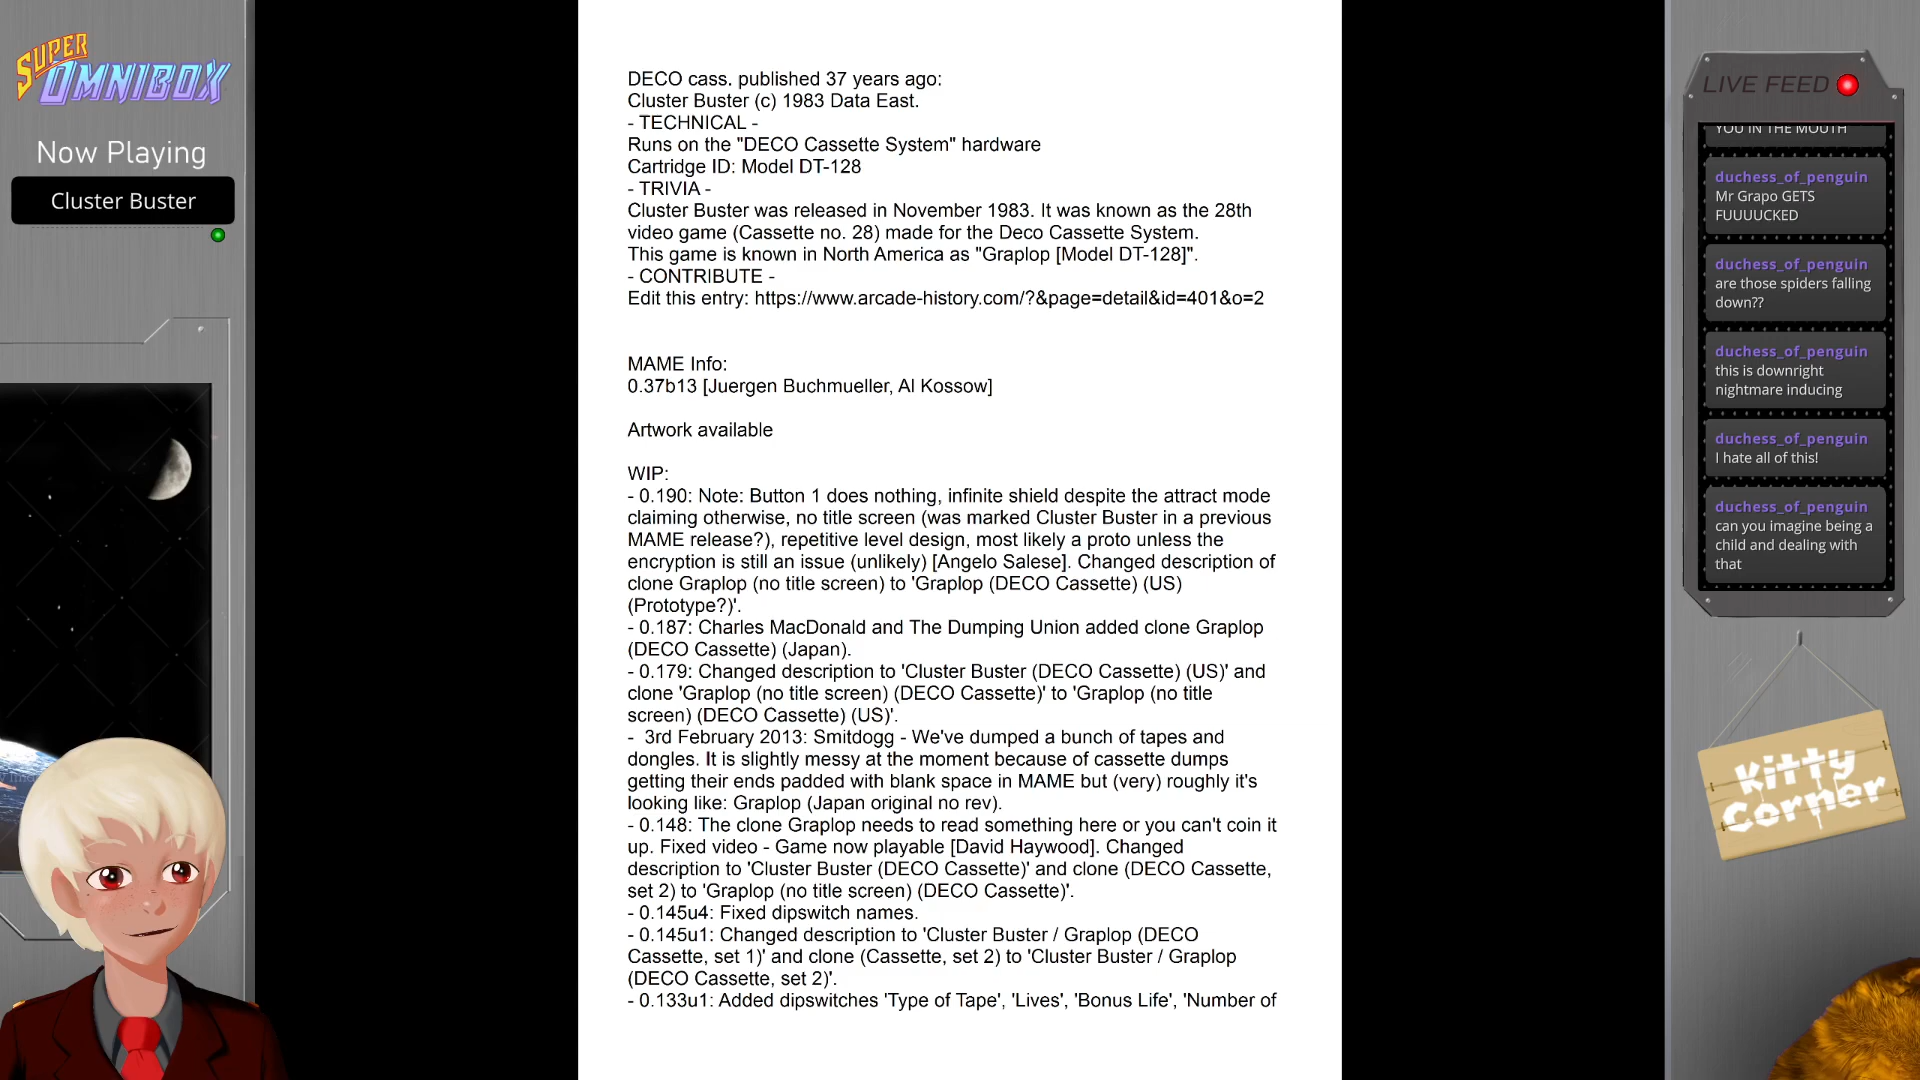 SUPER
OMNIBOX
Now Playing
Cluster Buster
DECO cass. published 37 years ago:
Cluster Buster (c) 1983 Data East.
- TECHNICAL -
Runs on the "DECO Cassette System" hardware
Cartridge ID: Model DT-128
- TRIVIA -
Cluster Buster was released in November 1983. It was known as the 28th
video game (Cassette no. 28) made for the Deco Cassette System.
This game is known in North America as "Graplop [Model DT-128]".
- CONTRIBUTE -
Edit this entry: https://www.arcade-history.com/?&page=detail&id=401&o=2
MAME Info:
0.37b13 [Juergen Buchmueller, Al Kossow]
Artwork available
WIP:
- 0.190: Note: Button 1 does nothing, infinite shield despite the attract mode
claiming otherwise, no title screen (was marked Cluster Buster in a previous
MAME release?), repetitive level design, most likely a proto unless the
encryption is still an issue (unlikely) [Angelo Salese]. Changed description of
clone Graplop (no title screen) to 'Graplop (DECO Cassette) (US)
(Prototype?)'.
- 0.187: Charles MacDonald and The Dumping Union added clone Graplop
(DECO Cassette) (Japan).
- 0.179: Changed description to 'Cluster Buster (DECO Cassette) (US)' and
clone 'Graplop (no title screen) (DECO Cassette)' to 'Graplop (no title
screen) (DECO Cassette) (US)'.
- 3rd February 2013: Smitdogg - We've dumped a bunch of tapes and
dongles. It is slightly messy at the moment because of cassette dumps
getting their ends padded with blank space in MAME but (very) roughly it's
looking like: Graplop (Japan original no rev).
- 0.148: The clone Graplop needs to read something here or you can't coin it
up. Fixed video - Game now playable [David Haywood]. Changed
description to 'Cluster Buster (DECO Cassette)' and clone (DECO Cassette,
set 2) to 'Graplop (no title screen) (DECO Cassette)'.
- 0.145u4: Fixed dipswitch names.
- 0.145u1: Changed description to 'Cluster Buster / Graplop (DECO
Cassette, set 1)' and clone (Cassette, set 2) to 'Cluster Buster / Graplop
(DECO Cassette, set 2)'.
- 0.133u1: Added dipswitches 'Type of Tape', 'Lives', 'Bonus Life', 'Number of
LIVE FEED
YOU IN THE MOUTH
duchess_of_penguin
Mr Grapo GETS
FUUUUCKED
duchess_of_penguin
are those spiders falling
down??
duchess_of_penguin
this is downright
nightmare inducing
duchess_of_penguin
I hate all of this!
duchess_of_penguin
can you imagine being a
child and dealing with
that
Kitty
Corner